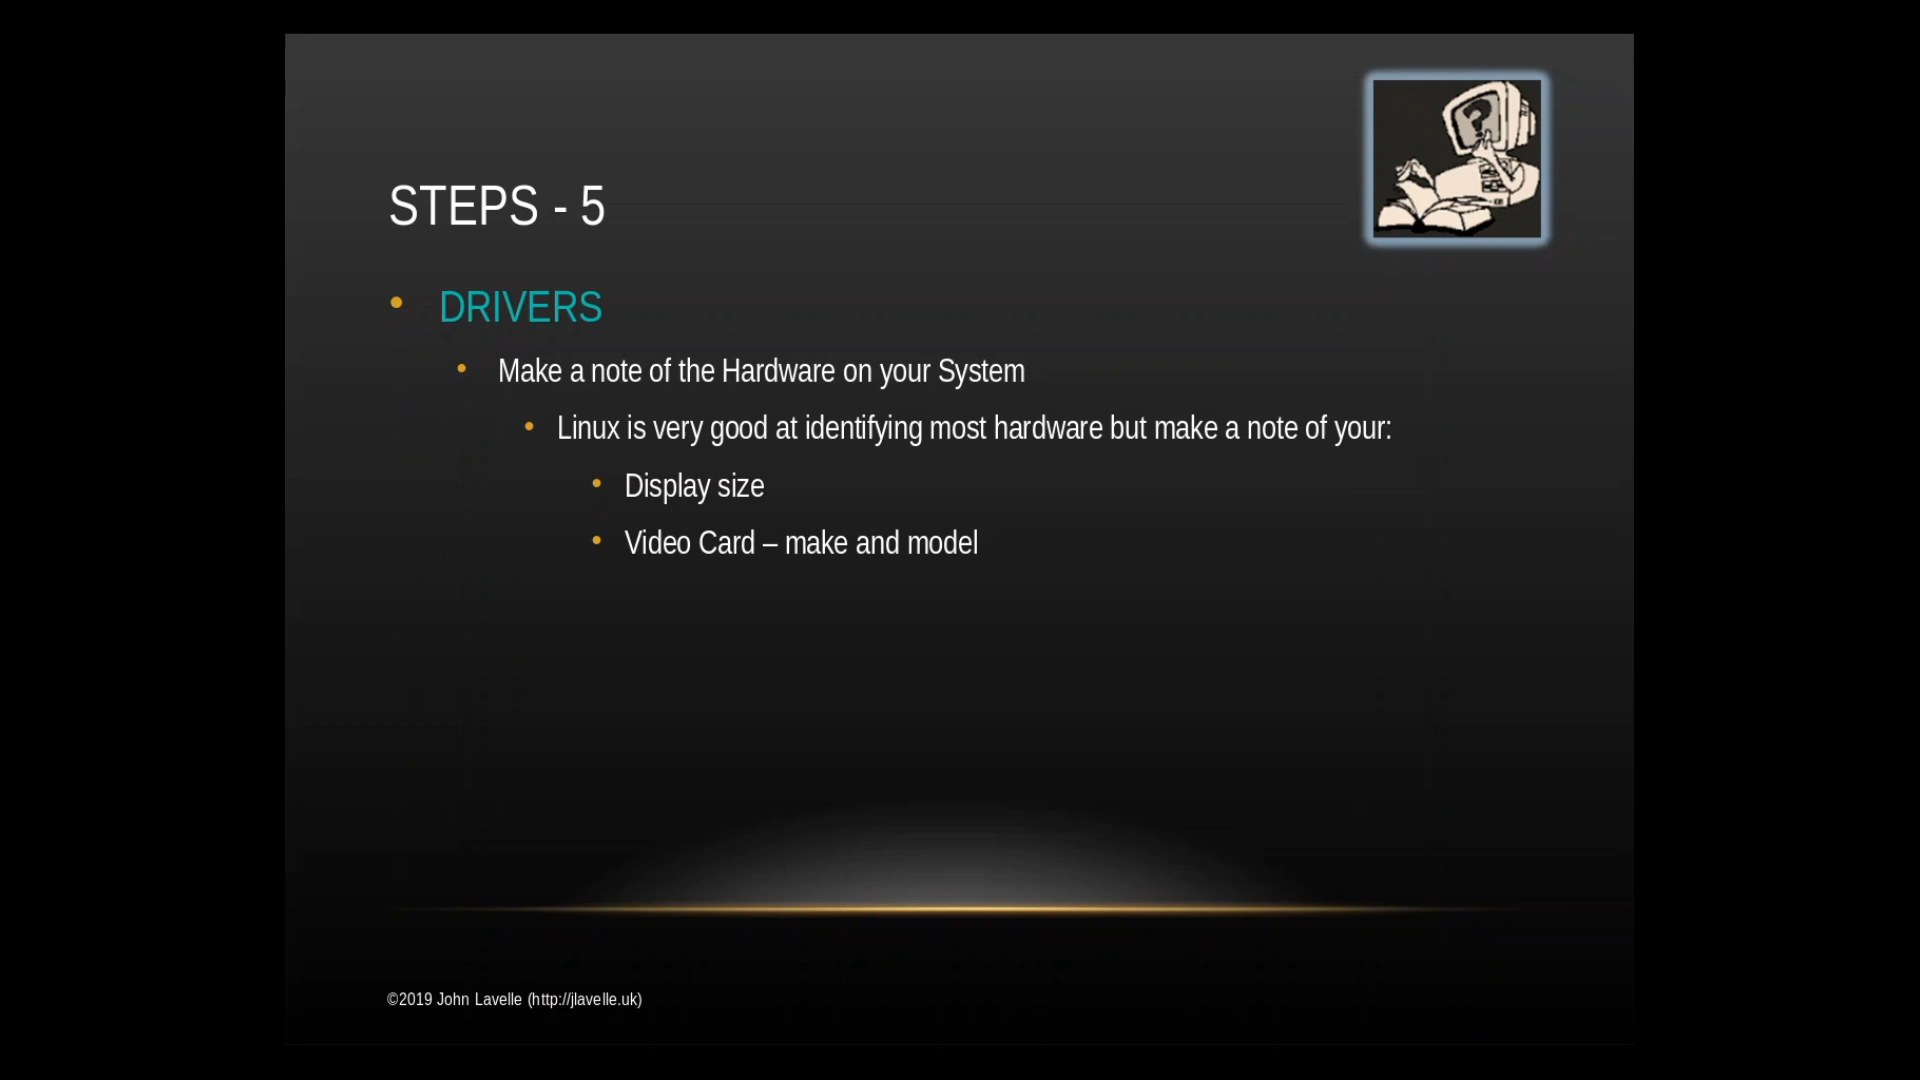 STEPS - 5
• DRIVERS
• Make a note of the Hardware on your System
• Linux is very good at identifying most hardware but make a note of your:
• Display size
• Video Card – make and model
©2019 John Lavelle (http://jlavelle.uk)